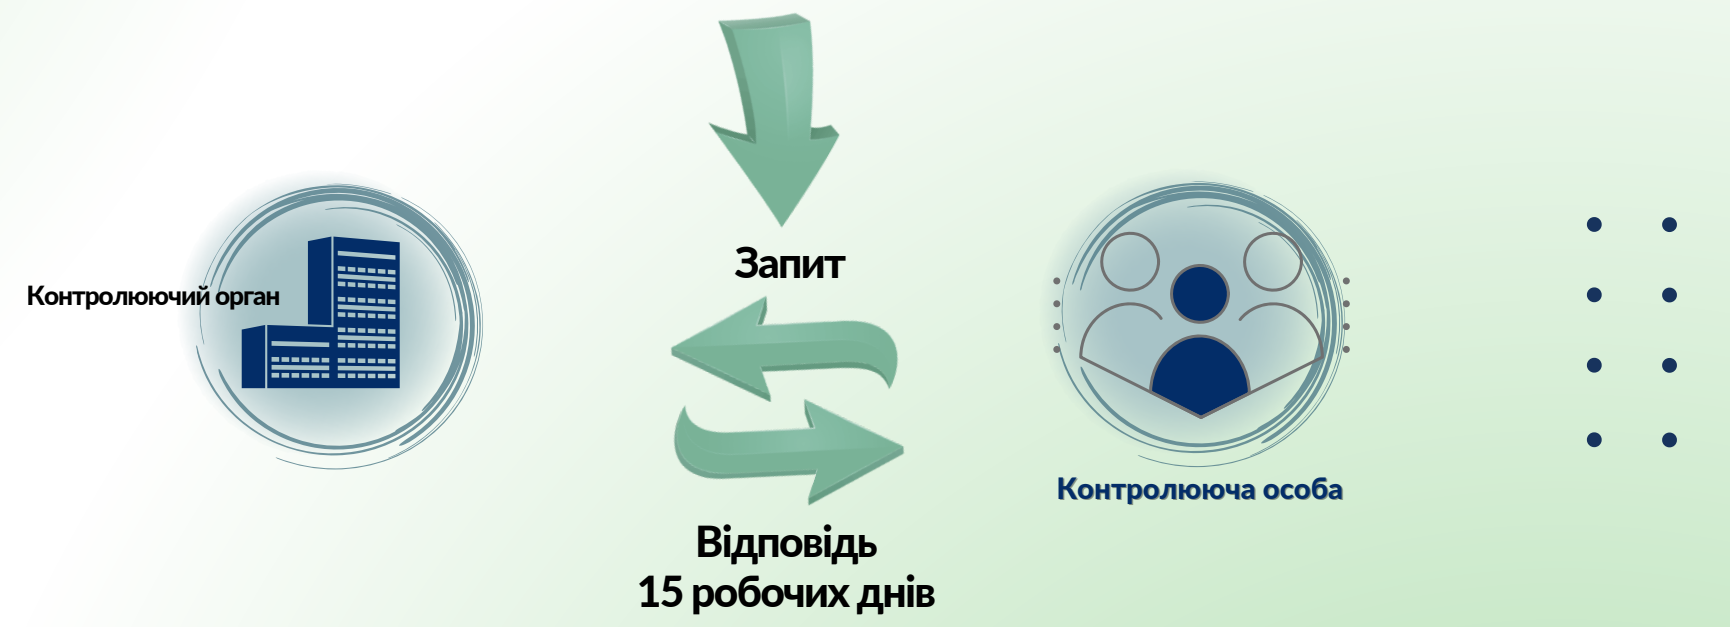 Запит
Контролюючий орган
Контролююча особа
Відповідь
15 робочих днів